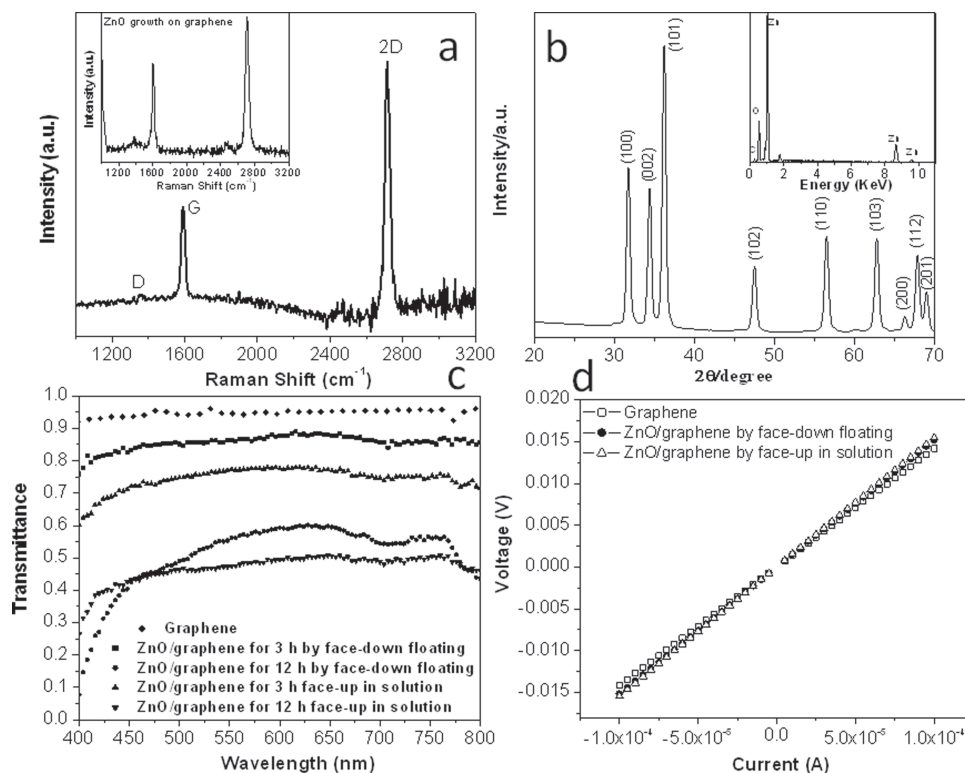 ZnO growth on graphene
Intensity (a.u.)
1000 1600 2200 2800 3200
Raman Shift (cm-1)
a
2D
G
D
Intensity (a.u.)
1200 1600 2000 2400 2800 3200
Raman Shift (cm-1)
b
(100)
(002)
(101)
(102)
(110)
(103)
(200)
(112)
(201)
Zn
0 2 4 6 8 10
Energy (KeV)
Intensity/a.u.
20 30 40 50 60 70
2θ/degree
c
1.0
0.9
0.8
0.7
0.6
0.5
0.4
0.3
0.2
0.1
0.0
Transmittance
Graphene
ZnO/graphene for 3 h by face-down floating
ZnO/graphene for 12 h by face-down floating
ZnO/graphene for 3 h face-up in solution
ZnO/graphene for 12 h face-up in solution
400 450 500 550 600 650 700 750 800
Wavelength (nm)
d
0.020
0.015
0.010
0.005
0.000
-0.005
-0.010
-0.015
Voltage (V)
Graphene
ZnO/graphene by face-down floating
ZnO/graphene by face-up in solution
-1.0x10-4 -5.0x10-5 0.0 5.0x10-5 1.0x10-4
Current (A)